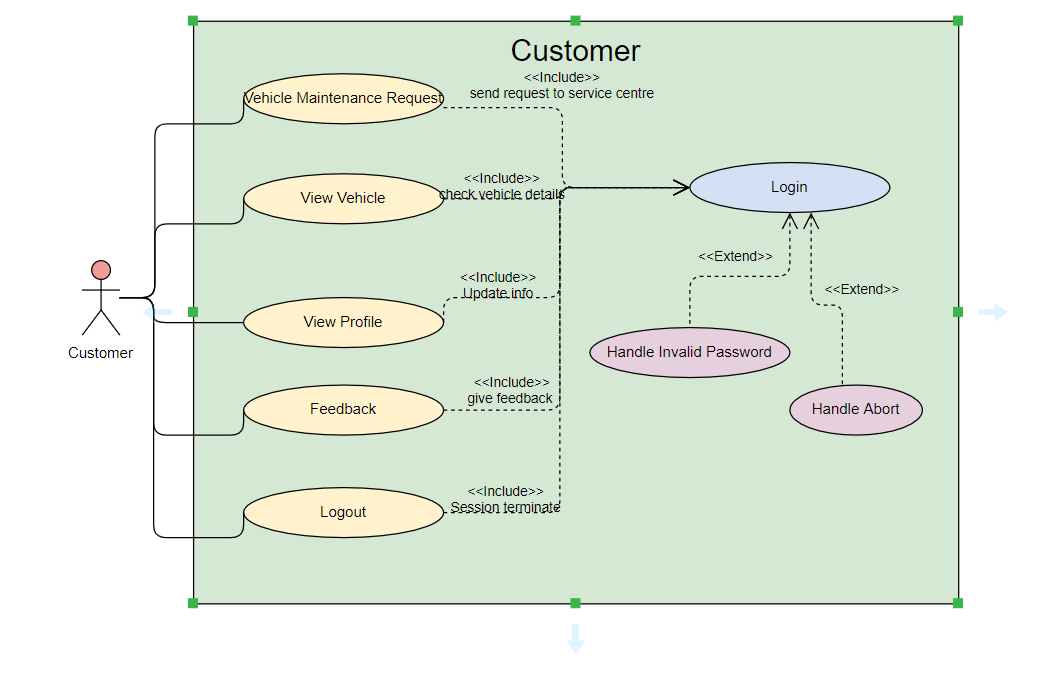 Customer
<<Include>>
send request to service centre
Vehicle Maintenance Request
<<Include>>
check vehicle details
View Vehicle
Login
<<Extend>>
<<Include>>
Update info
<<Extend>>
View Profile
Customer
Handle Invalid Password
<<Include>>
give feedback
Feedback
Handle Abort
<<Include>>
Session terminate
Logout